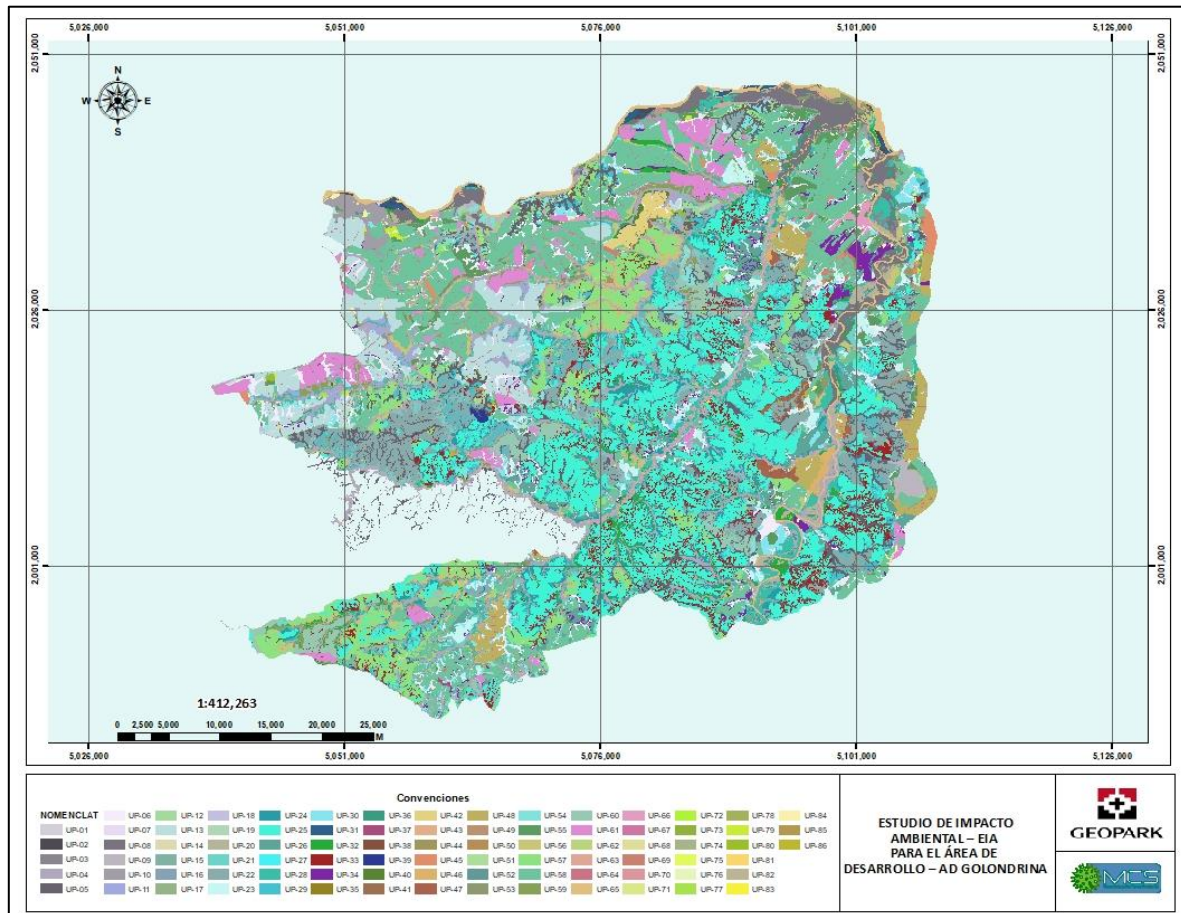 5,026,000 5,051,000 5,076,000 5,101,000 5,126,000
2,051,000 2,051,000
N
W E
S
2,026,000 2,026,000
2,001,000 2,001,000
1:412,263
0 2,500 5,000 10,000 15,000 20,000 25,000
M
5,026,000 5,051,000 5,076,000 5,101,000 5,126,000
Convenciones
NOMENCLAT UP-06 UP-12 UP-18 UP-24 UP-30 UP-36 UP-42 UP-48 UP-54 UP-60 UP-66 UP-72 UP-78 UP-84
UP-01 UP-07 UP-13 UP-19 UP-25 UP-31 UP-37 UP-43 UP-49 UP-55 UP-61 UP-67 UP-73 UP-79 UP-85
UP-02 UP-08 UP-14 UP-20 UP-26 UP-32 UP-38 UP-44 UP-50 UP-56 UP-62 UP-68 UP-74 UP-80 UP-86
UP-03 UP-09 UP-15 UP-21 UP-27 UP-33 UP-39 UP-45 UP-51 UP-57 UP-63 UP-69 UP-75 UP-81
UP-04 UP-10 UP-16 UP-22 UP-28 UP-34 UP-40 UP-46 UP-52 UP-58 UP-64 UP-70 UP-76 UP-82
UP-05 UP-11 UP-17 UP-23 UP-29 UP-35 UP-41 UP-47 UP-53 UP-59 UP-65 UP-71 UP-77 UP-83
ESTUDIO DE IMPACTO
AMBIENTAL – EIA
PARA EL ÁREA DE
DESARROLLO – AD GOLONDRINA
GEOPARK
MCS